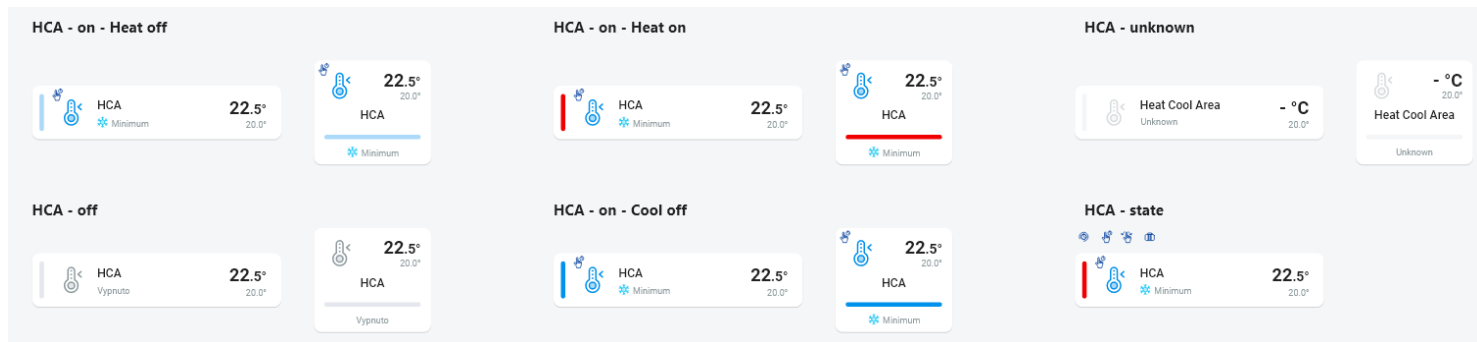 HCA - on - Heat off
HCA - on - Heat on
HCA - unknown
HCA
Minimum
22.5°
20.0°
22.5°
20.0°
HCA
Minimum
HCA
Minimum
22.5°
20.0°
22.5°
20.0°
HCA
Minimum
Heat Cool Area
Unknown
- °C
20.0°
- °C
20.0°
Heat Cool Area
Unknown
HCA - off
HCA - on - Cool off
HCA - state
HCA
Vypnuto
22.5°
20.0°
22.5°
20.0°
HCA
Vypnuto
HCA
Minimum
22.5°
20.0°
22.5°
20.0°
HCA
Minimum
HCA
Minimum
22.5°
20.0°